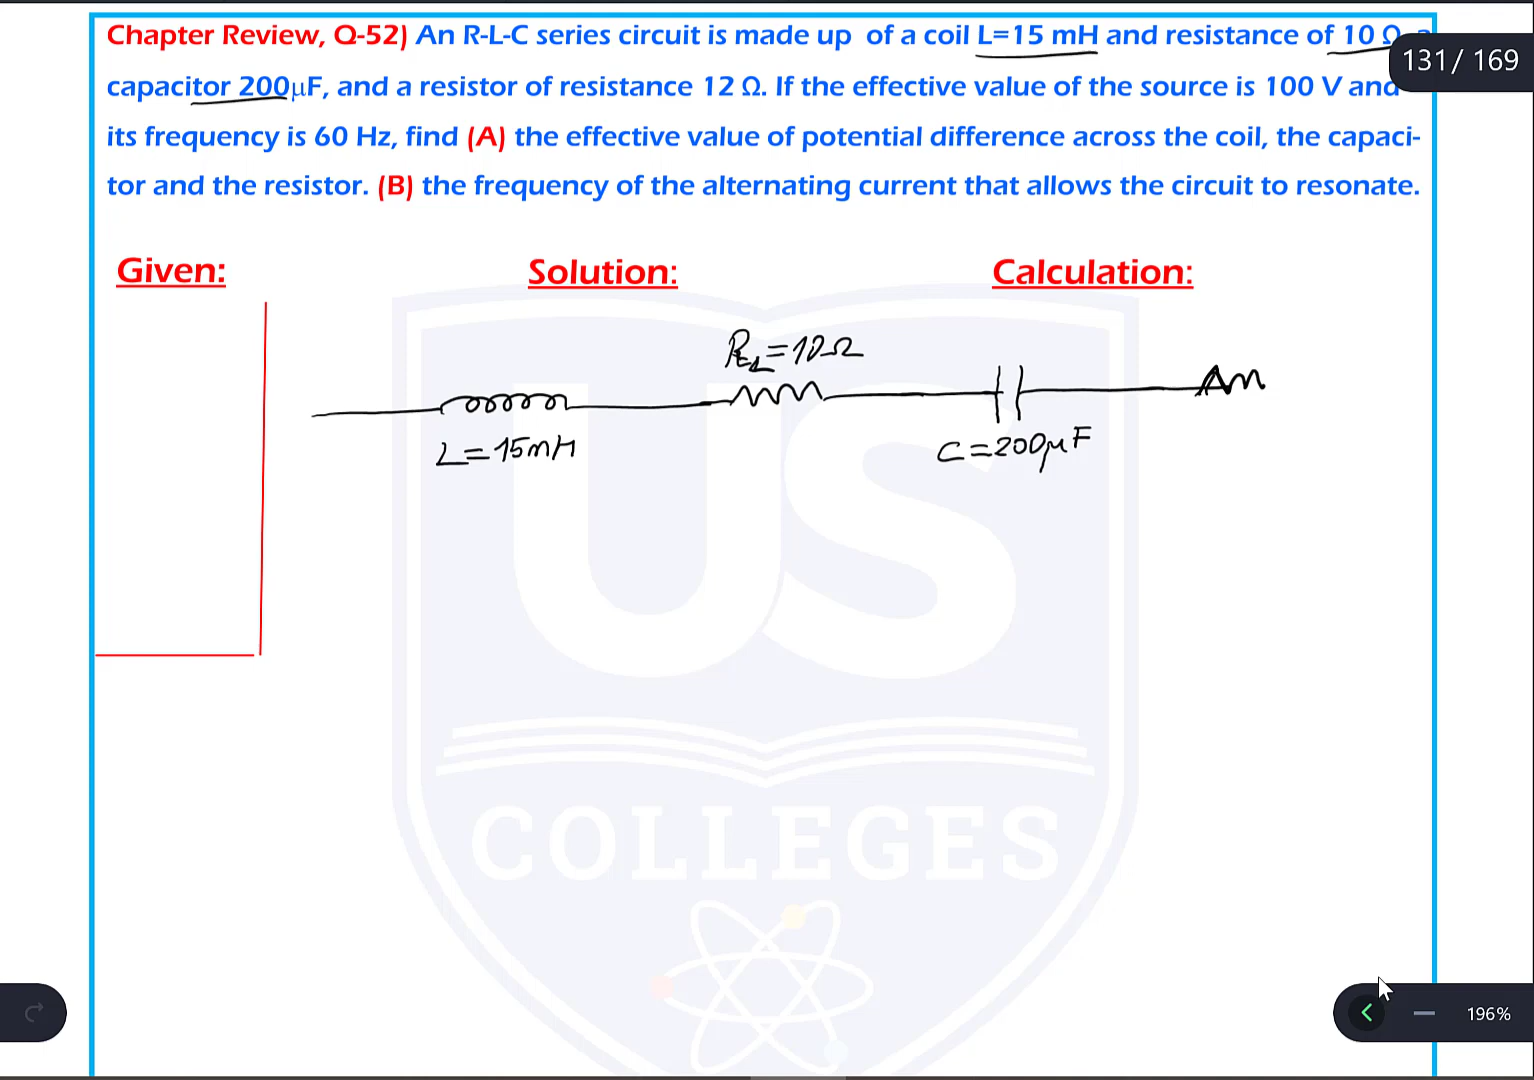 Chapter Review, Q-52) An R-L-C series circuit is made up of a coil L=15 mH and resistance of 10 Ω, a
131/ 169
capacitor 200μF, and a resistor of resistance 12 Ω. If the effective value of the source is 100 V and
its frequency is 60 Hz, find (A) the effective value of potential difference across the coil, the capaci-
tor and the resistor. (B) the frequency of the alternating current that allows the circuit to resonate.
Given: Solution: Calculation:
R_L=10Ω
L=15mH
C=200μF
US
COLLEGES
196%